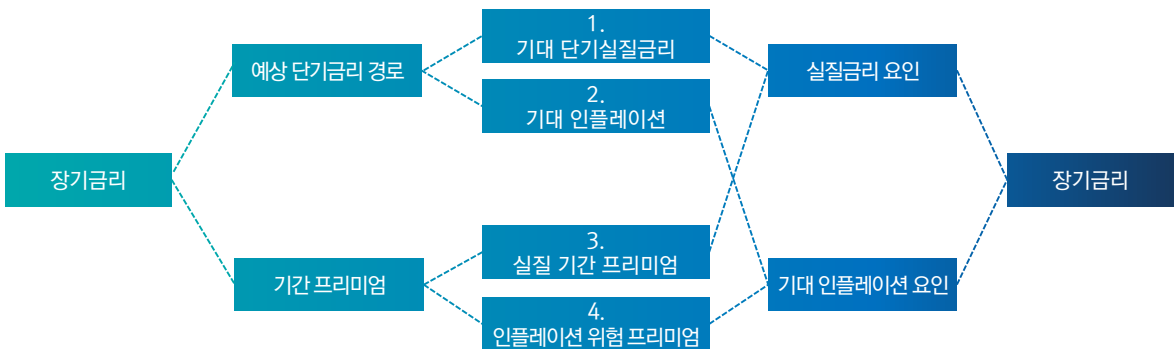 장기금리
예상 단기금리 경로
기간 프리미엄
1.
기대 단기실질금리
2.
기대 인플레이션
3.
실질 기간 프리미엄
4.
인플레이션 위험 프리미엄
실질금리 요인
기대 인플레이션 요인
장기금리